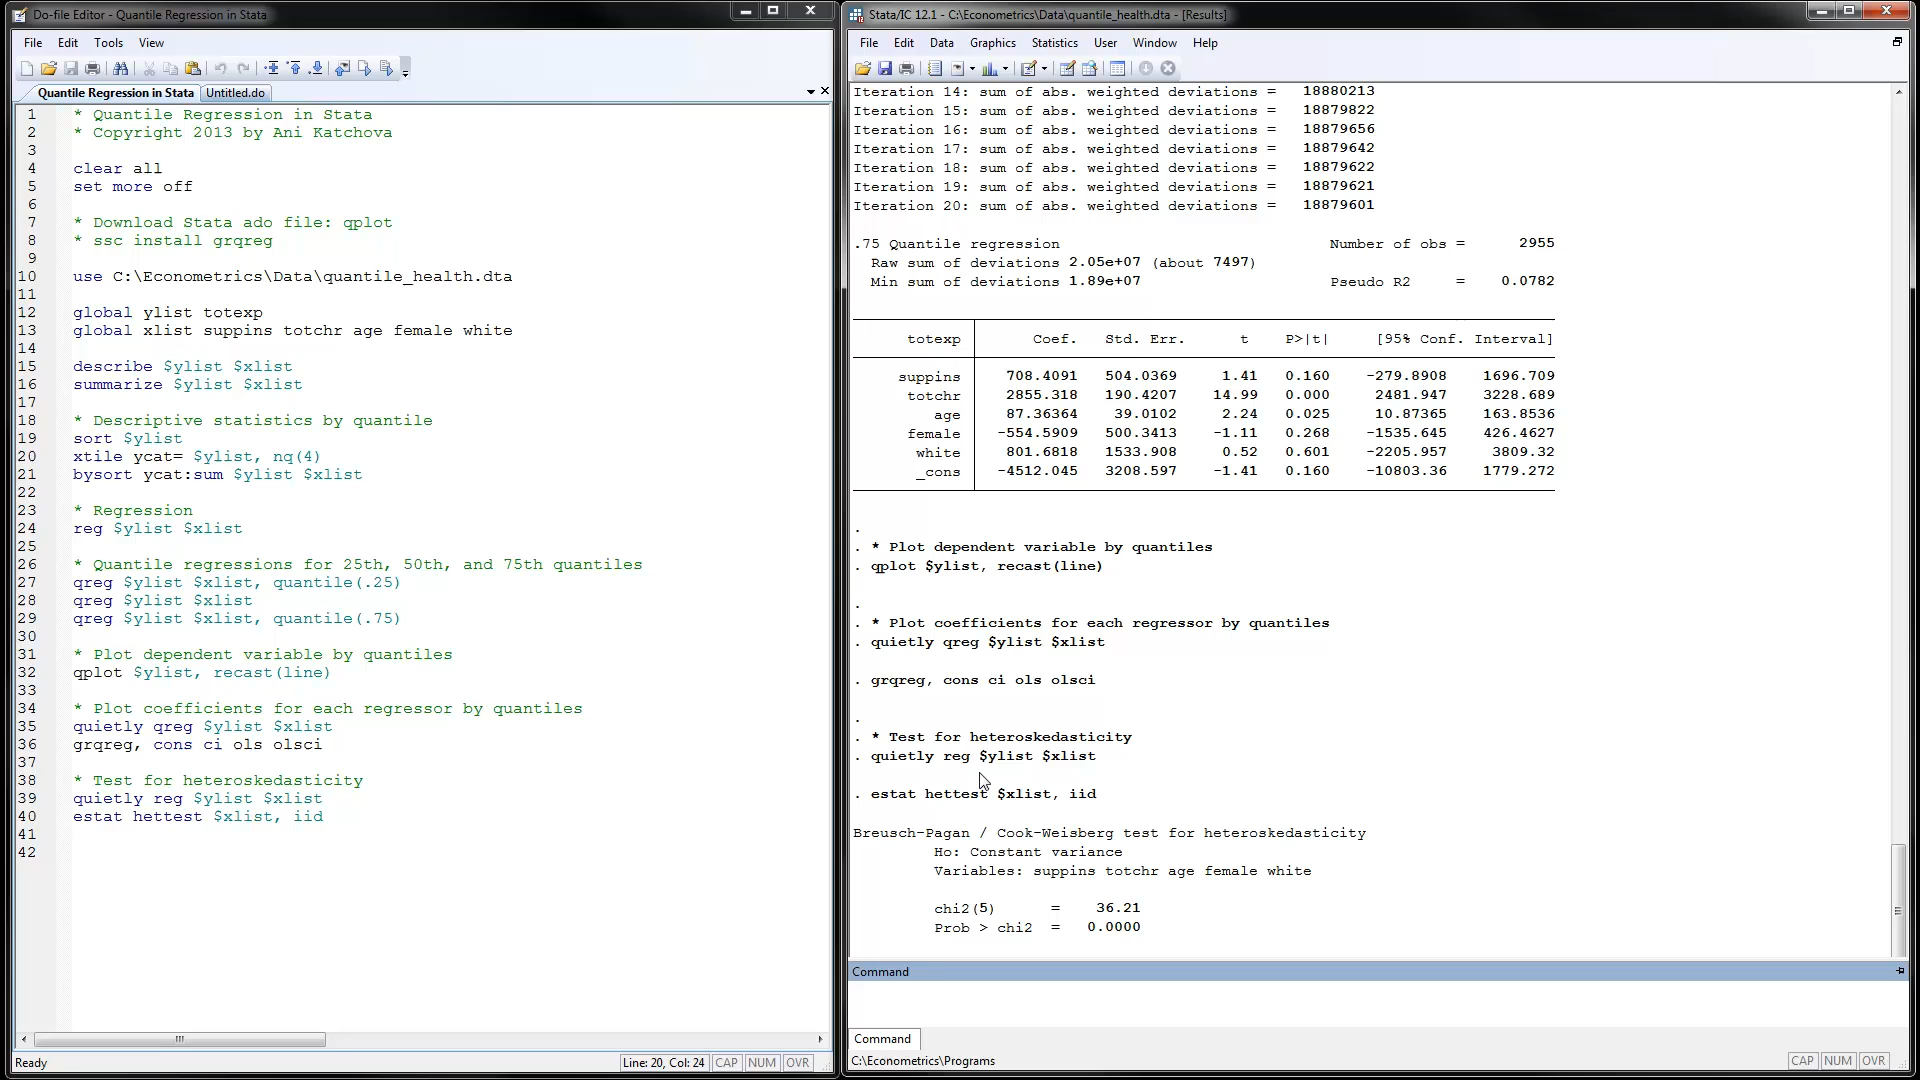 Do-file Editor - Quantile Regression in Stata
File Edit Tools View
Quantile Regression in Stata Untitled.do
1 * Quantile Regression in Stata
2 * Copyright 2013 by Ani Katchova
3
4 clear all
5 set more off
6
7 * Download Stata ado file: qplot
8 * ssc install grqreg
9
10 use C:\Econometrics\Data\quantile_health.dta
11
12 global ylist totexp
13 global xlist suppins totchr age female white
14
15 describe $ylist $xlist
16 summarize $ylist $xlist
17
18 * Descriptive statistics by quantile
19 sort $ylist
20 xtile ycat= $ylist, nq(4)
21 bysort ycat:sum $ylist $xlist
22
23 * Regression
24 reg $ylist $xlist
25
26 * Quantile regressions for 25th, 50th, and 75th quantiles
27 qreg $ylist $xlist, quantile(.25)
28 qreg $ylist $xlist
29 qreg $ylist $xlist, quantile(.75)
30
31 * Plot dependent variable by quantiles
32 qplot $ylist, recast(line)
33
34 * Plot coefficients for each regressor by quantiles
35 quietly qreg $ylist $xlist
36 grqreg, cons ci ols olsci
37
38 * Test for heteroskedasticity
39 quietly reg $ylist $xlist
40 estat hettest $xlist, iid
41
42
Ready Line: 20, Col: 24 CAP NUM OVR
Stata/IC 12.1 - C:\Econometrics\Data\quantile_health.dta - [Results]
File Edit Data Graphics Statistics User Window Help
Iteration 14: sum of abs. weighted deviations = 18880213
Iteration 15: sum of abs. weighted deviations = 18879822
Iteration 16: sum of abs. weighted deviations = 18879656
Iteration 17: sum of abs. weighted deviations = 18879642
Iteration 18: sum of abs. weighted deviations = 18879622
Iteration 19: sum of abs. weighted deviations = 18879621
Iteration 20: sum of abs. weighted deviations = 18879601
.75 Quantile regression Number of obs = 2955
Raw sum of deviations 2.05e+07 (about 7497)
Min sum of deviations 1.89e+07 Pseudo R2 = 0.0782
totexp Coef. Std. Err. t P>|t| [95% Conf. Interval]
suppins 708.4091 504.0369 1.41 0.160 -279.8908 1696.709
totchr 2855.318 190.4207 14.99 0.000 2481.947 3228.689
age 87.36364 39.0102 2.24 0.025 10.87365 163.8536
female -554.5909 500.3413 -1.11 0.268 -1535.645 426.4627
white 801.6818 1533.908 0.52 0.601 -2205.957 3809.32
_cons -4512.045 3208.597 -1.41 0.160 -10803.36 1779.272
.
. * Plot dependent variable by quantiles
. qplot $ylist, recast(line)
.
. * Plot coefficients for each regressor by quantiles
. quietly qreg $ylist $xlist
. grqreg, cons ci ols olsci
.
. * Test for heteroskedasticity
. quietly reg $ylist $xlist
. estat hettest $xlist, iid
Breusch-Pagan / Cook-Weisberg test for heteroskedasticity
Ho: Constant variance
Variables: suppins totchr age female white
chi2(5) = 36.21
Prob > chi2 = 0.0000
Command
Command
C:\Econometrics\Programs CAP NUM OVR